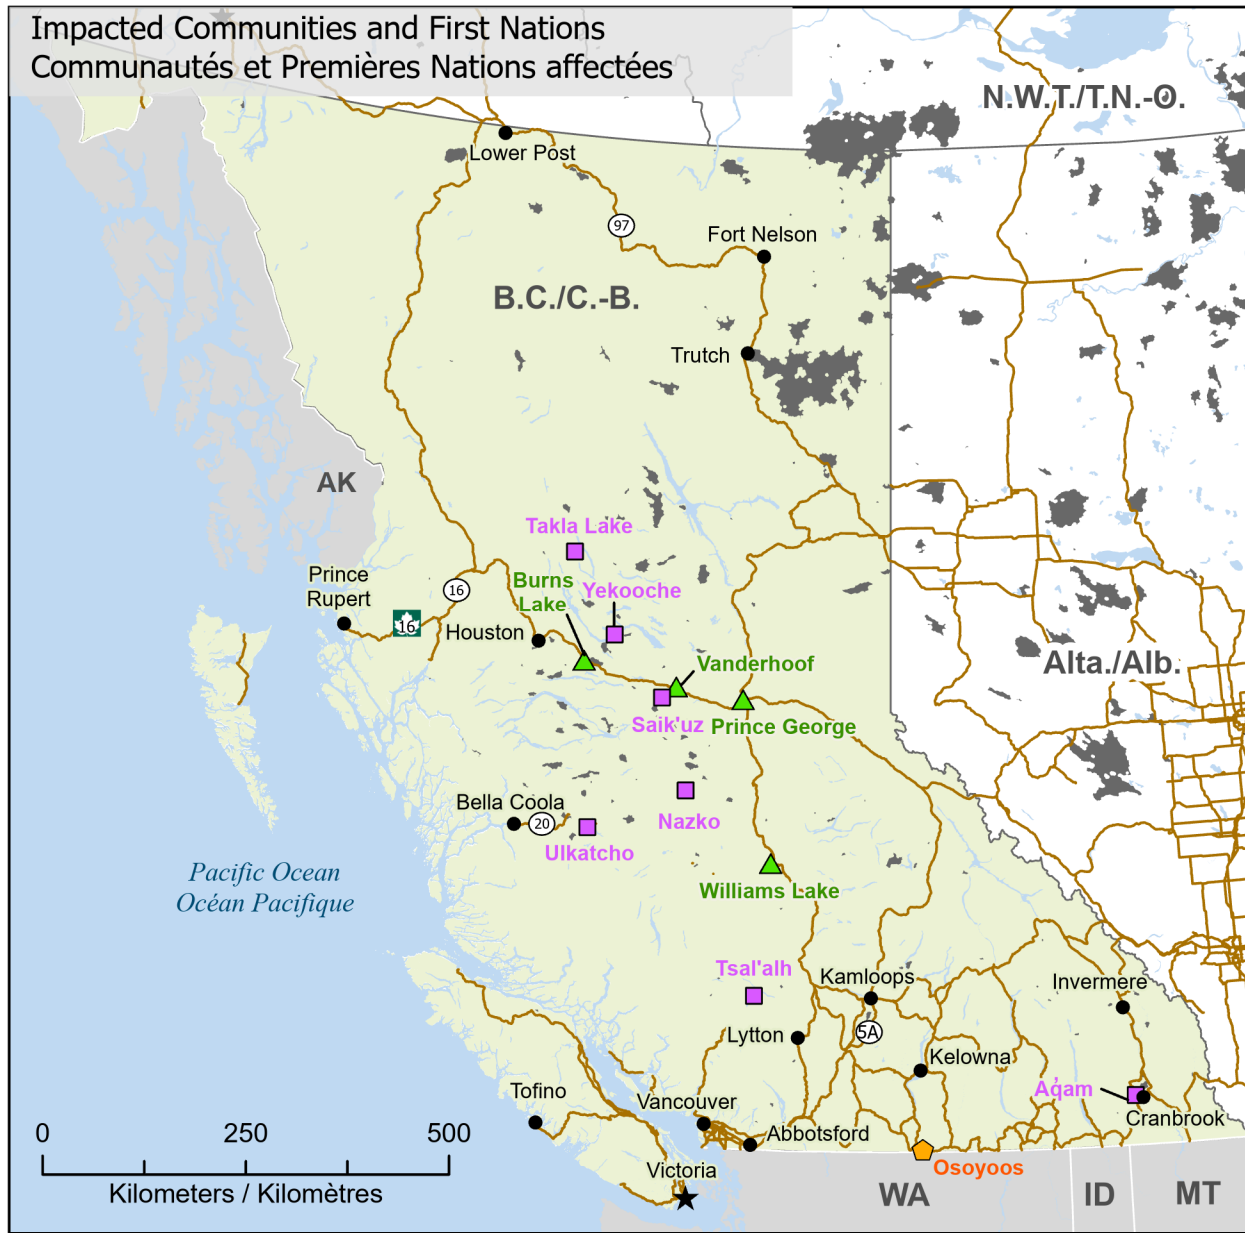 Impacted Communities and First Nations
Communautés et Premières Nations affectées
N.W.T./T.N.-O.
Lower Post
97
Fort Nelson
B.C./C.-B.
Trutch
AK
Takla Lake
Prince
Rupert
16
16
Burns
Lake
Yekooche
Houston
Vanderhoof
Alta./Alb.
Saik'uz
Prince George
Bella Coola
20
Nazko
Ulkatcho
Pacific Ocean
Océan Pacifique
Williams Lake
Tsal'alh
Kamloops
Invermere
Lytton
5A
Kelowna
Tofino
Vancouver
Aq̓am
Cranbrook
Abbotsford
0 250 500
Kilometers / Kilomètres
Victoria
Osoyoos
WA
ID
MT